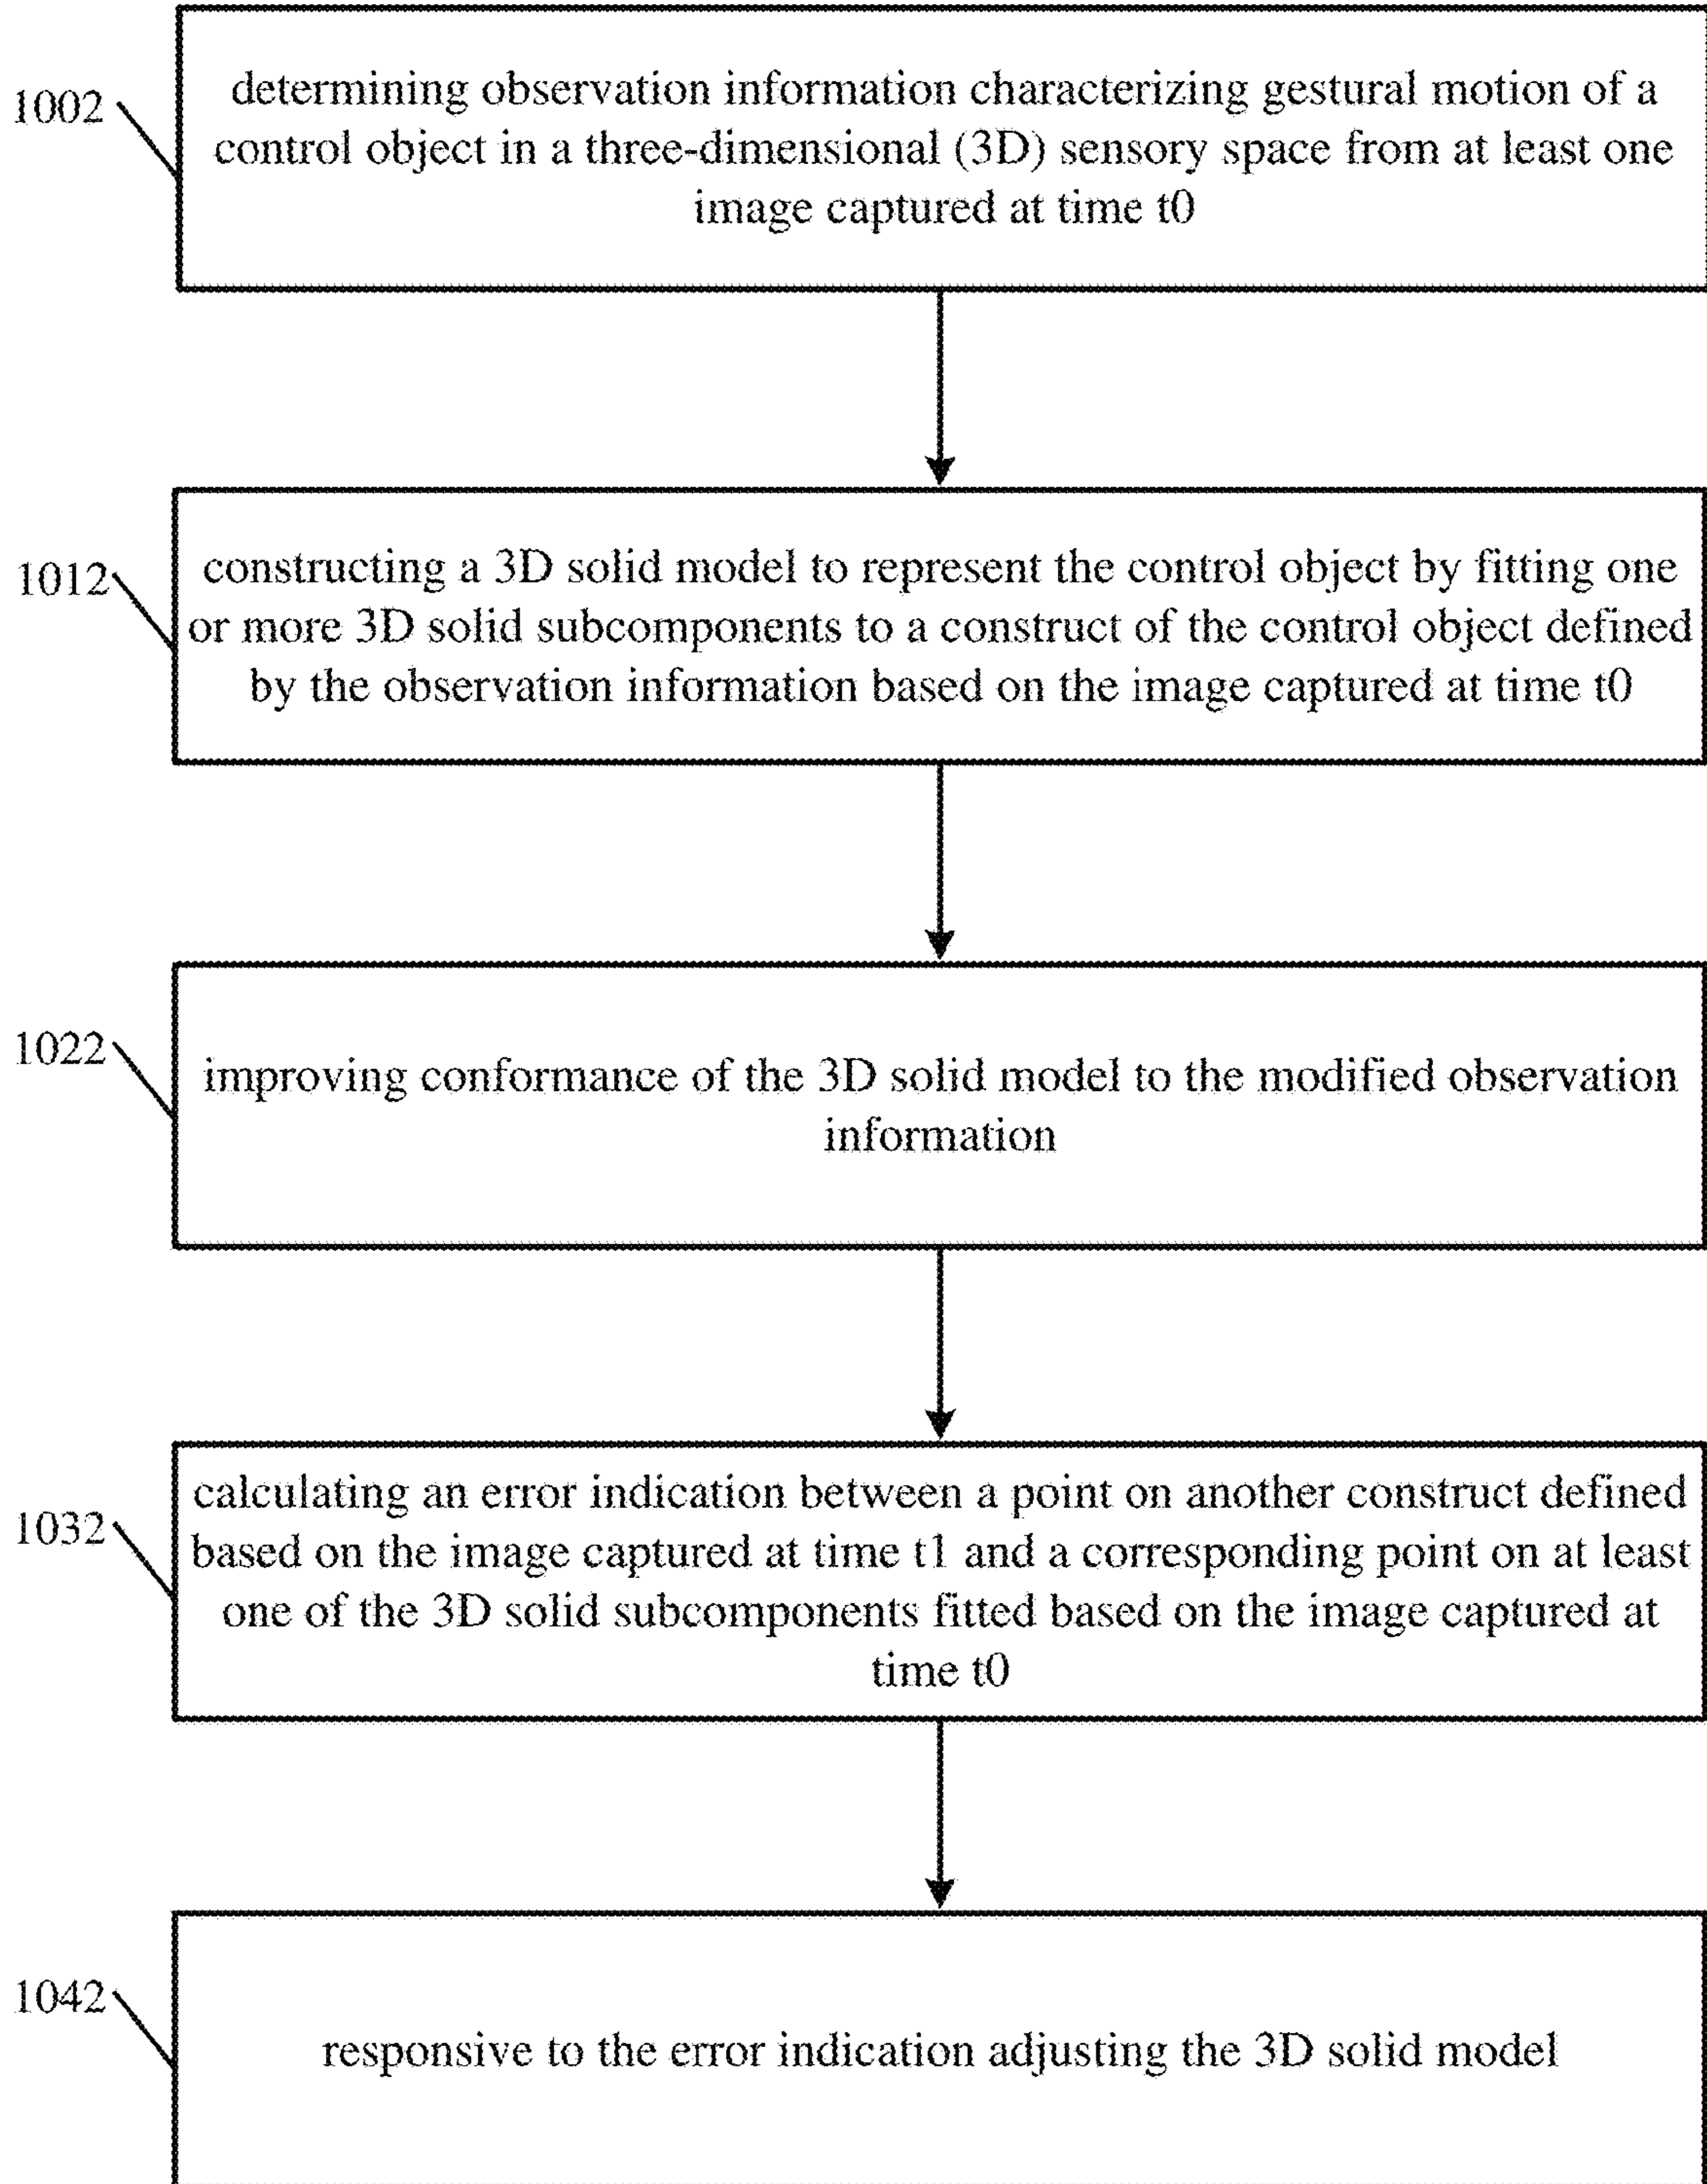 1002
determining observation information characterizing gestural motion of a
control object in a three-dimensional (3D) sensory space from at least one
image captured at time t0
1012
constructing a 3D solid model to represent the control object by fitting one
or more 3D solid subcomponents to a construct of the control object defined
by the observation information based on the image captured at time t0
1022
improving conformance of the 3D solid model to the modified observation
information
1032
calculating an error indication between a point on another construct defined
based on the image captured at time t1 and a corresponding point on at least
one of the 3D solid subcomponents fitted based on the image captured at
time t0
1042
responsive to the error indication adjusting the 3D solid model